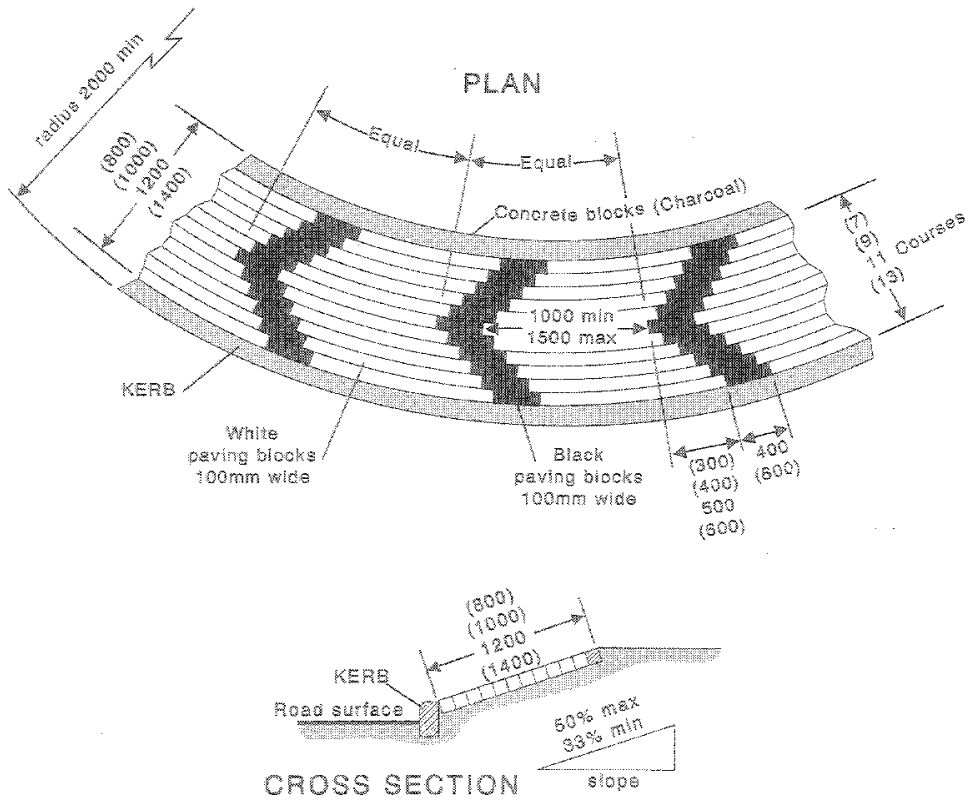 PLAN
radius 2000 min
(800)
(1000)
1200
(1400)
Equal
Equal
Concrete blocks (Charcoal)
(7)
(9)
11 Courses
(13)
1000 min
1500 max
KERB
White
paving blocks
100mm wide
Black
paving blocks
100mm wide
(300)
(400)
500
(600)
400
(600)
(800)
(1000)
1200
(1400)
KERB
Road surface
50% max
33% min
slope
CROSS SECTION